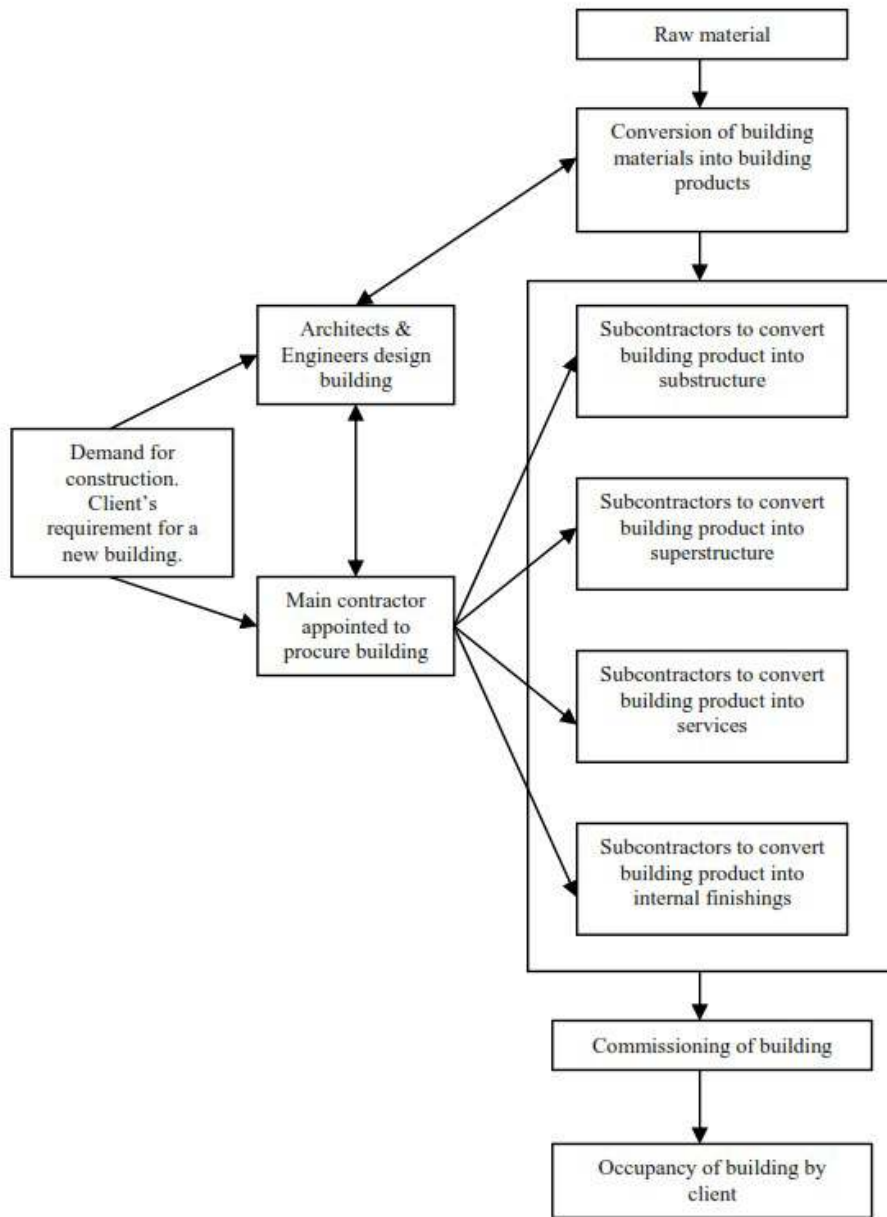 Raw material
Conversion of building
materials into building
products
Architects &
Engineers design
building
Subcontractors to convert
building product into
substructure
Demand for
construction.
Client’s
requirement for a
new building.
Subcontractors to convert
building product into
superstructure
Main contractor
appointed to
procure building
Subcontractors to convert
building product into
services
Subcontractors to convert
building product into
internal finishings
Commissioning of building
Occupancy of building by
client